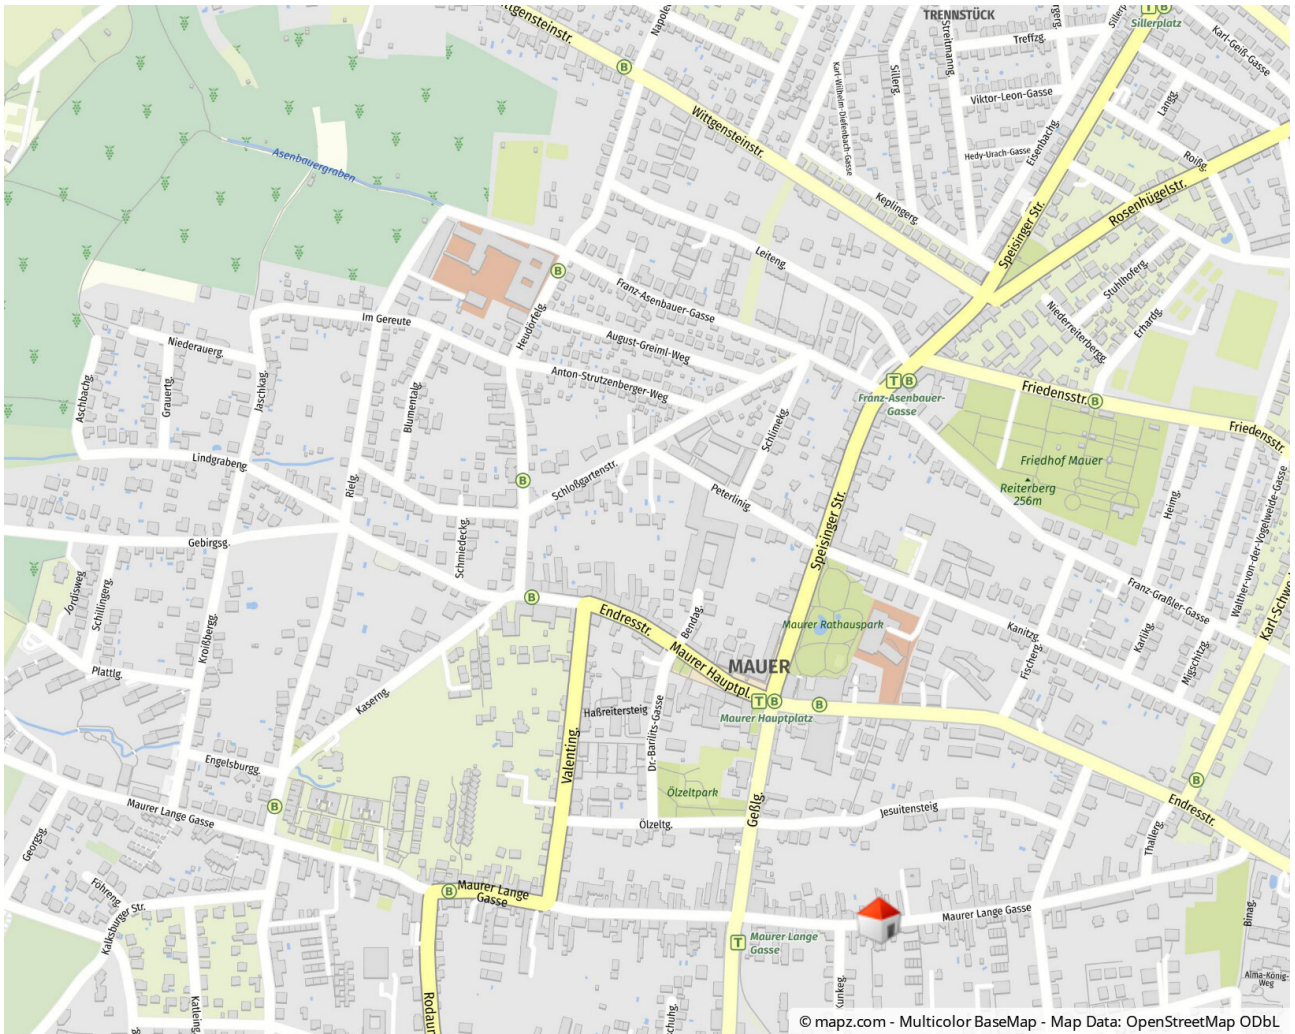 Wittgensteinstr.
TRENNSTÜCK
Sillerplatz
Karl-Geiß-Gasse
Treffzg.
Streitmanng.
Sillerg.
Karl-Wilhelm-Diefenbach-Gasse
Viktor-Leon-Gasse
Langg.
Wittgensteinstr.
Eisenbachg.
Hedy-Urach-Gasse
Roißg.
Asenbauergraben
Keplingerg.
Rosenhügelstr.
Speisinger Str.
Leiteng.
Stuhlhoferg.
Franz-Asenbauer-Gasse
Niederreiterbergg.
Erhardg.
Im Gereute
Heudörfelg.
August-Greiml-Weg
Niederauerg.
Anton-Strutzenberger-Weg
Aschbachg.
Grauertg.
Jaschkag.
Blumentalg.
Franz-Asenbauer-
Gasse
Friedensstr.
Friedensstr.
Schlimekg.
Lindgrabeng.
Rielg.
Schloßgartenstr.
Friedhof Mauer
Reiterberg
256m
Peterlinig.
Heimg.
Walther-von-der-Vogelweide-Gasse
Speisinger Str.
Gebirgsg.
Schmiedeckg.
Jordisweg
Schillingerg.
Franz-Graßler-Gasse
Endresstr.
Bendag.
Maurer Rathauspark
Kanitzg.
Karlikg.
Kroißbergg.
Plattlg.
Maurer Hauptpl.
MAUER
Fischerg.
Migschitzg.
Kaserng.
Haßreitersteig
Maurer Hauptplatz
Dr.-Barilits-Gasse
Valenting.
Engelsburgg.
Ölzeltpark
Maurer Lange Gasse
Geßlg.
Jesuitensteig
Endresstr.
Ölzeltg.
Georgsg.
Thallerg.
Föhreng.
Maurer Lange
Gasse
Kalksburger Str.
Maurer Lange Gasse
Maurer Lange
Gasse
Binag.
Alma-König-
Weg
© mapz.com - Multicolor BaseMap - Map Data: OpenStreetMap ODbL